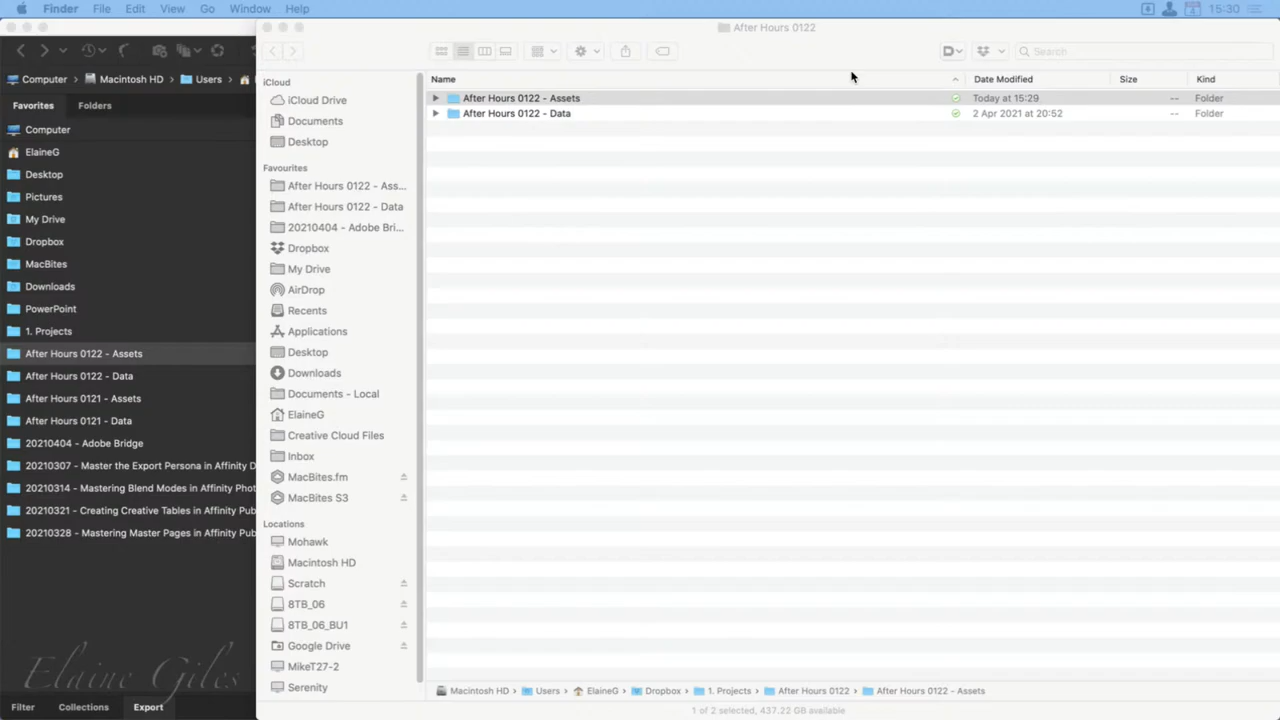 Finder File Edit View Go Window Help 15:30
After Hours 0122
Search
Computer Macintosh HD Users
Favorites Folders
Computer
ElaineG
Desktop
Pictures
My Drive
Dropbox
MacBites
Downloads
PowerPoint
1. Projects
After Hours 0122 - Assets
After Hours 0122 - Data
After Hours 0121 - Assets
After Hours 0121 - Data
20210404 - Adobe Bridge
20210307 - Master the Export Persona in Affinity D
20210314 - Mastering Blend Modes in Affinity Phot
20210321 - Creating Creative Tables in Affinity Pub
20210328 - Mastering Master Pages in Affinity Pub
Elaine Giles
Filter Collections Export
iCloud
iCloud Drive
Documents
Desktop
Favourites
After Hours 0122 - Ass...
After Hours 0122 - Data
20210404 - Adobe Bri...
Dropbox
My Drive
AirDrop
Recents
Applications
Desktop
Downloads
Documents - Local
ElaineG
Creative Cloud Files
Inbox
MacBites.fm
MacBites S3
Locations
Mohawk
Macintosh HD
Scratch
8TB_06
8TB_06_BU1
Google Drive
MikeT27-2
Serenity
Name Date Modified Size Kind
After Hours 0122 - Assets Today at 15:29 -- Folder
After Hours 0122 - Data 2 Apr 2021 at 20:52 -- Folder
Macintosh HD Users ElaineG Dropbox 1. Projects After Hours 0122 After Hours 0122 - Assets
1 of 2 selected, 437.22 GB available